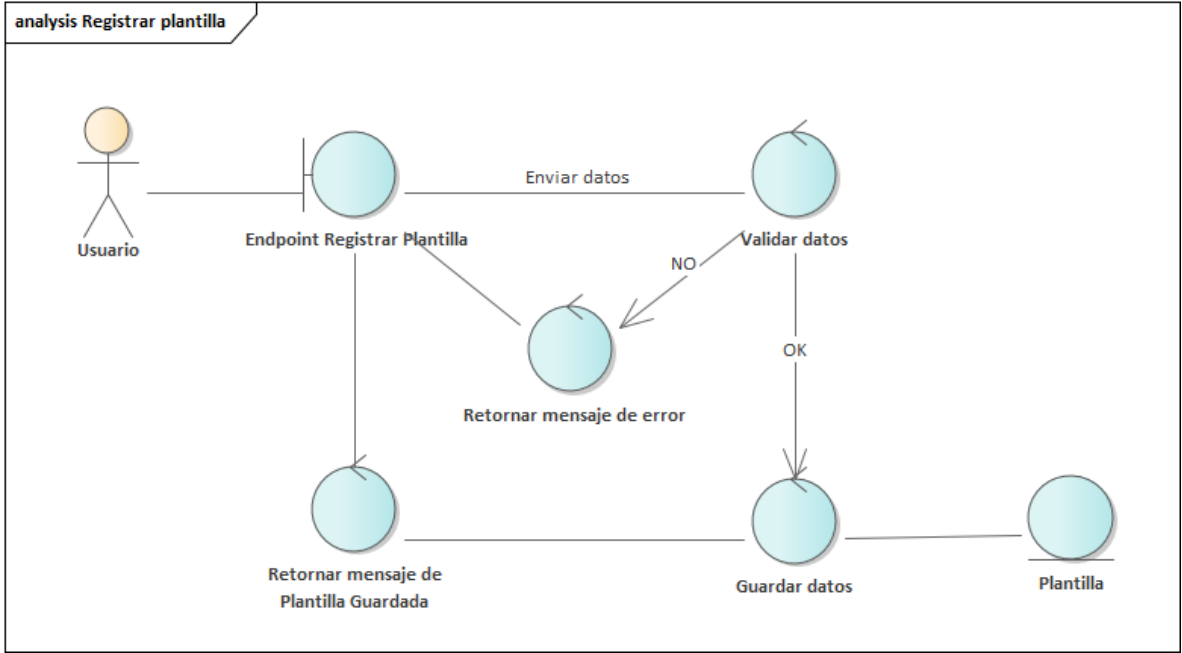 analysis Registrar plantilla
Enviar datos
Endpoint Registrar Plantilla
Validar datos
Usuario
NO
OK
Retornar mensaje de error
Retornar mensaje de
Plantilla Guardada
Guardar datos
Plantilla